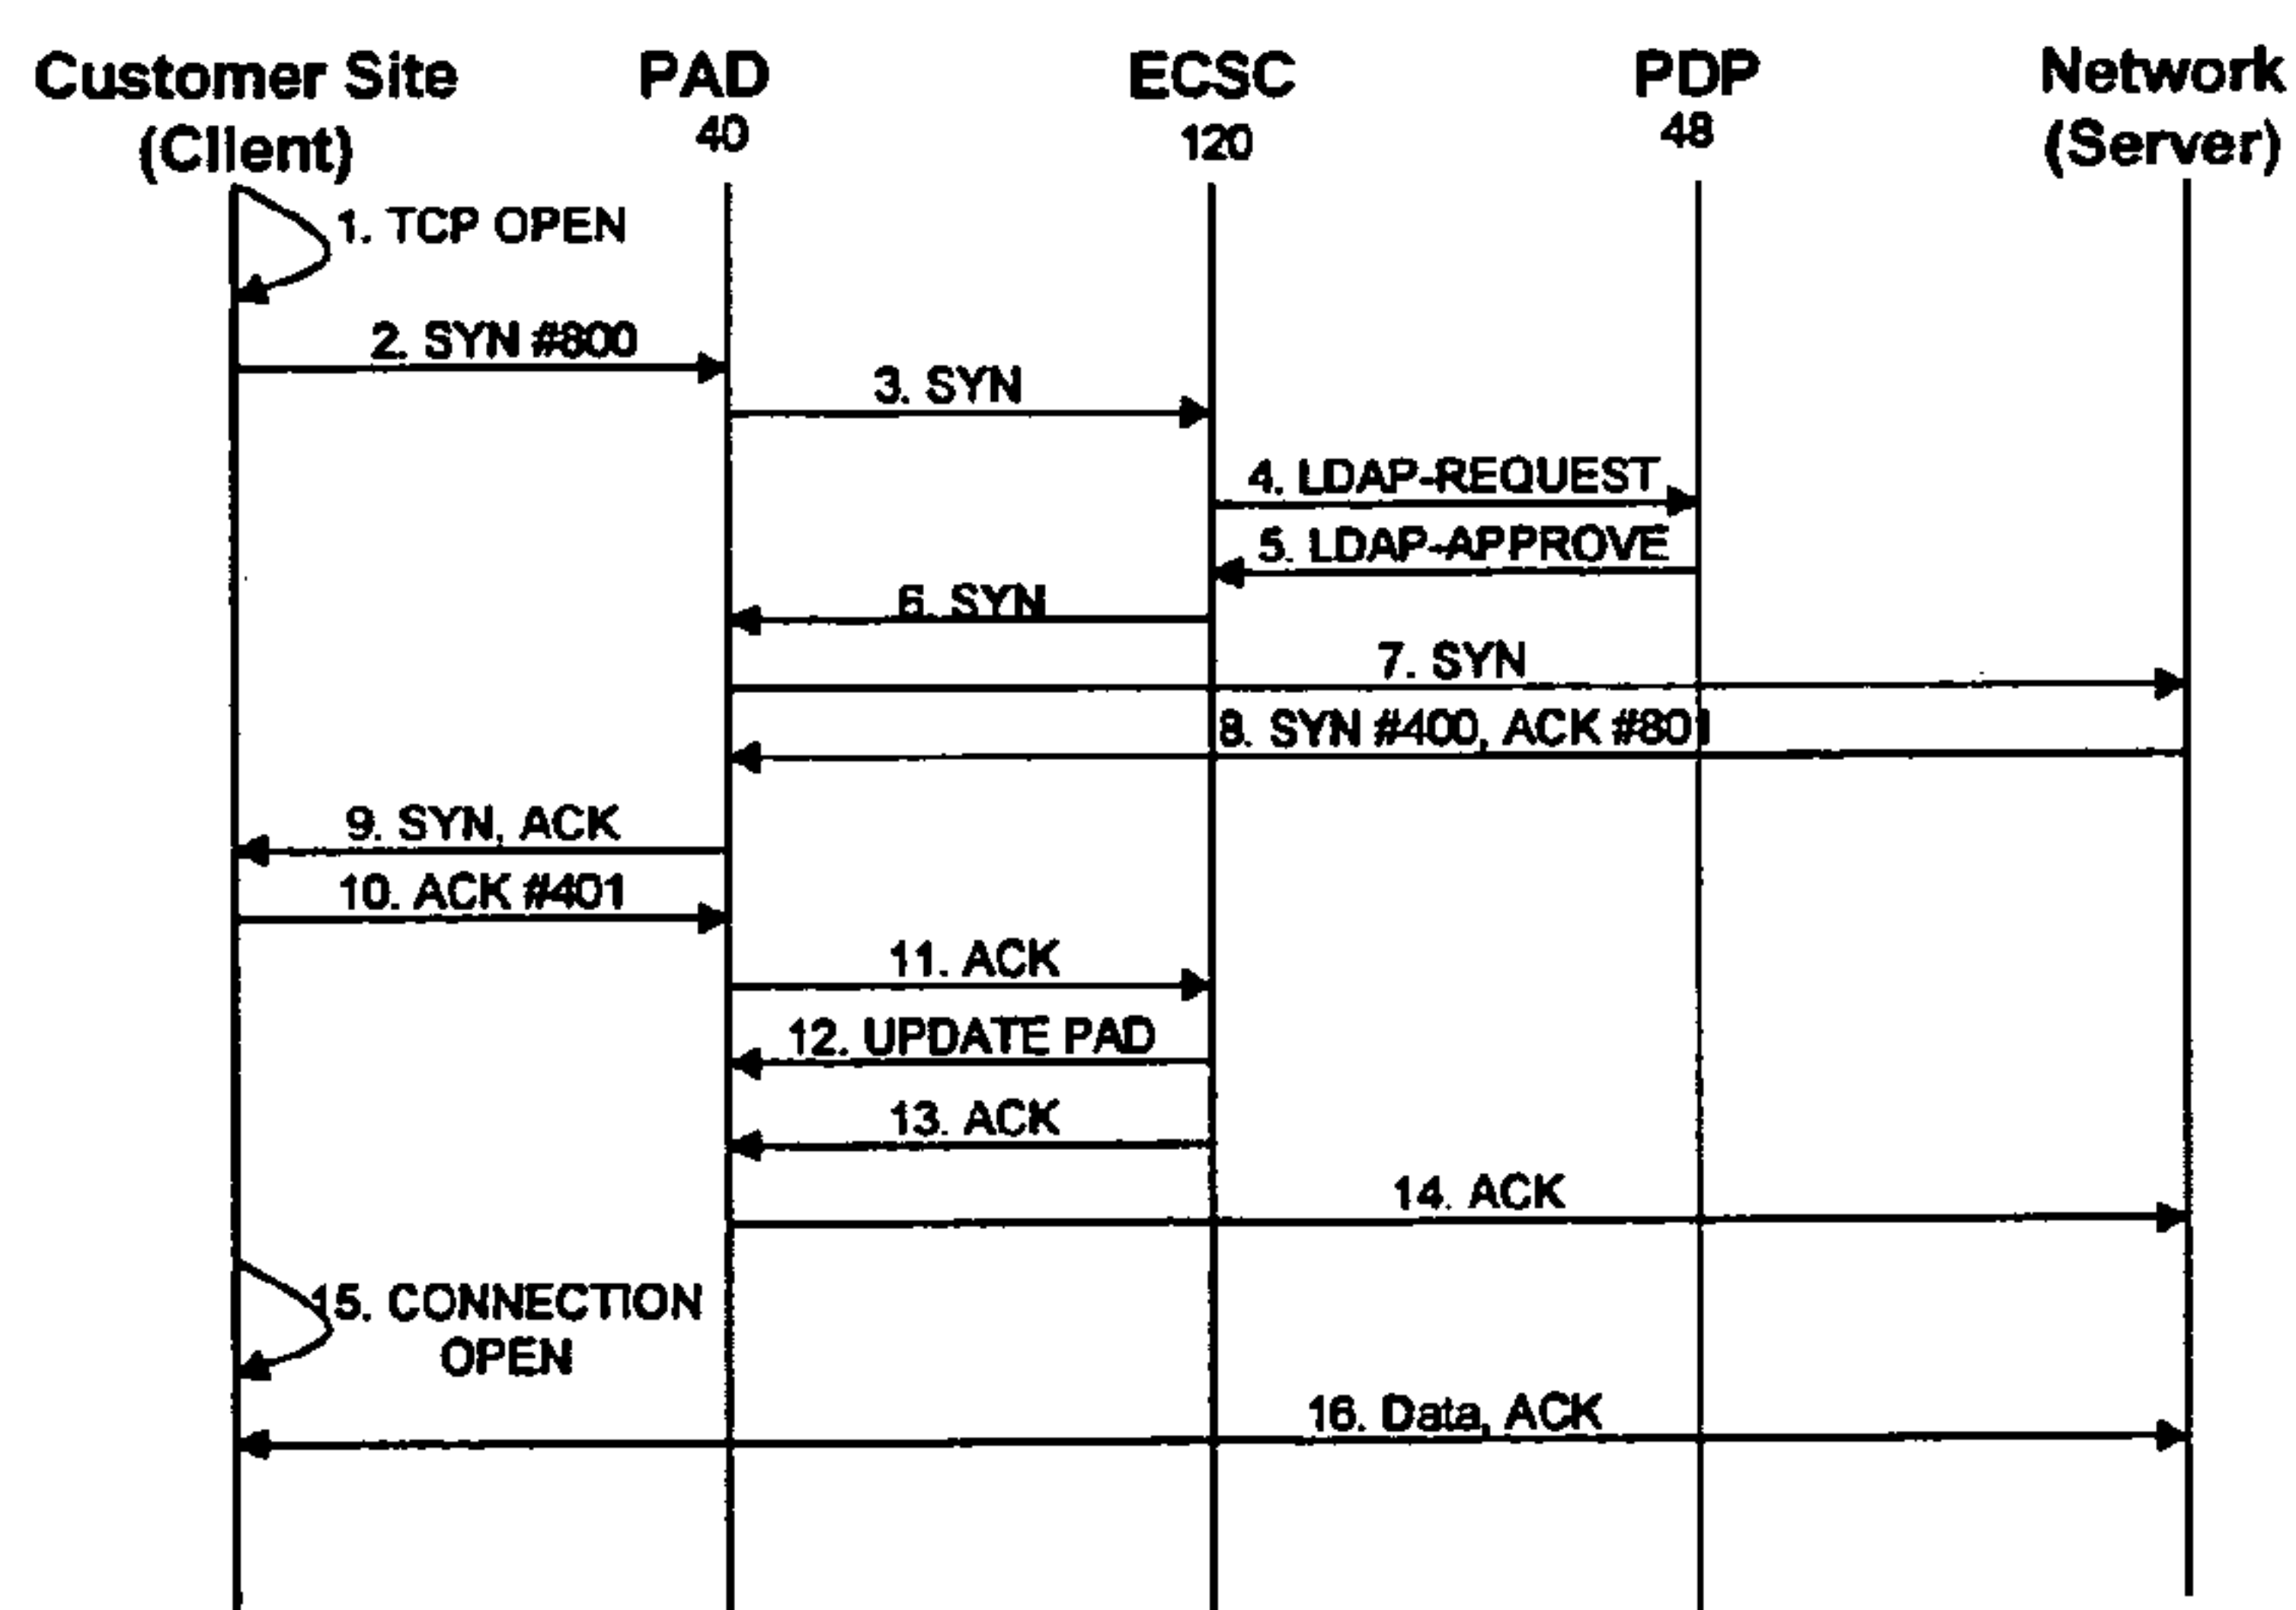 Customer Site
(Client)
PAD
40
ECSC
120
PDP
48
Network
(Server)
1. TCP OPEN
2. SYN #800
3. SYN
4. LDAP-REQUEST
5. LDAP-APPROVE
6. SYN
7. SYN
8. SYN #400, ACK #801
9. SYN, ACK
10. ACK #401
11. ACK
12. UPDATE PAD
13. ACK
14. ACK
15. CONNECTION
OPEN
16. Data, ACK